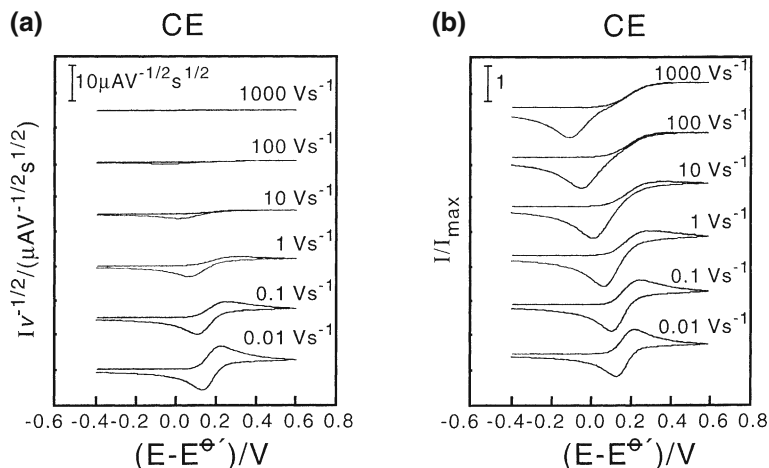 (a) CE
10μAV⁻¹/²s¹/²
1000 Vs⁻¹
100 Vs⁻¹
10 Vs⁻¹
1 Vs⁻¹
0.1 Vs⁻¹
0.01 Vs⁻¹
Iν⁻¹/²/(μAV⁻¹/²s¹/²)
-0.6 -0.4 -0.2 0.0 0.2 0.4 0.6 0.8
(E-E⊖′)/V
(b) CE
1
1000 Vs⁻¹
100 Vs⁻¹
10 Vs⁻¹
1 Vs⁻¹
0.1 Vs⁻¹
0.01 Vs⁻¹
I/Imax
-0.6 -0.4 -0.2 0.0 0.2 0.4 0.6 0.8
(E-E⊖′)/V